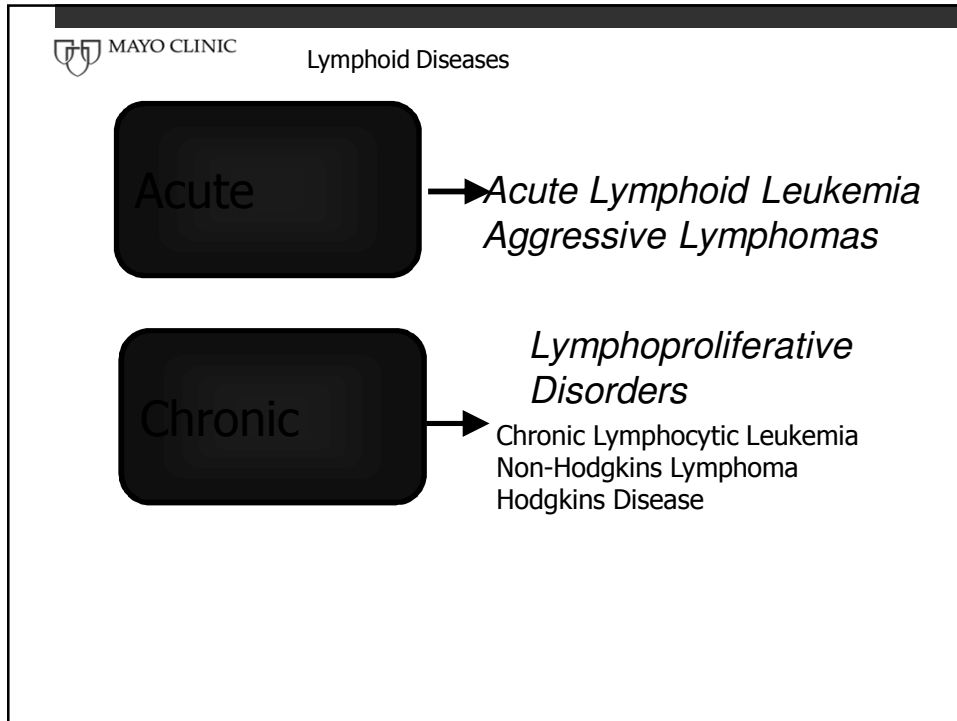 MAYO CLINIC
Lymphoid Diseases
Acute
Acute Lymphoid Leukemia
Aggressive Lymphomas
Chronic
Lymphoproliferative
Disorders
Chronic Lymphocytic Leukemia
Non-Hodgkins Lymphoma
Hodgkins Disease